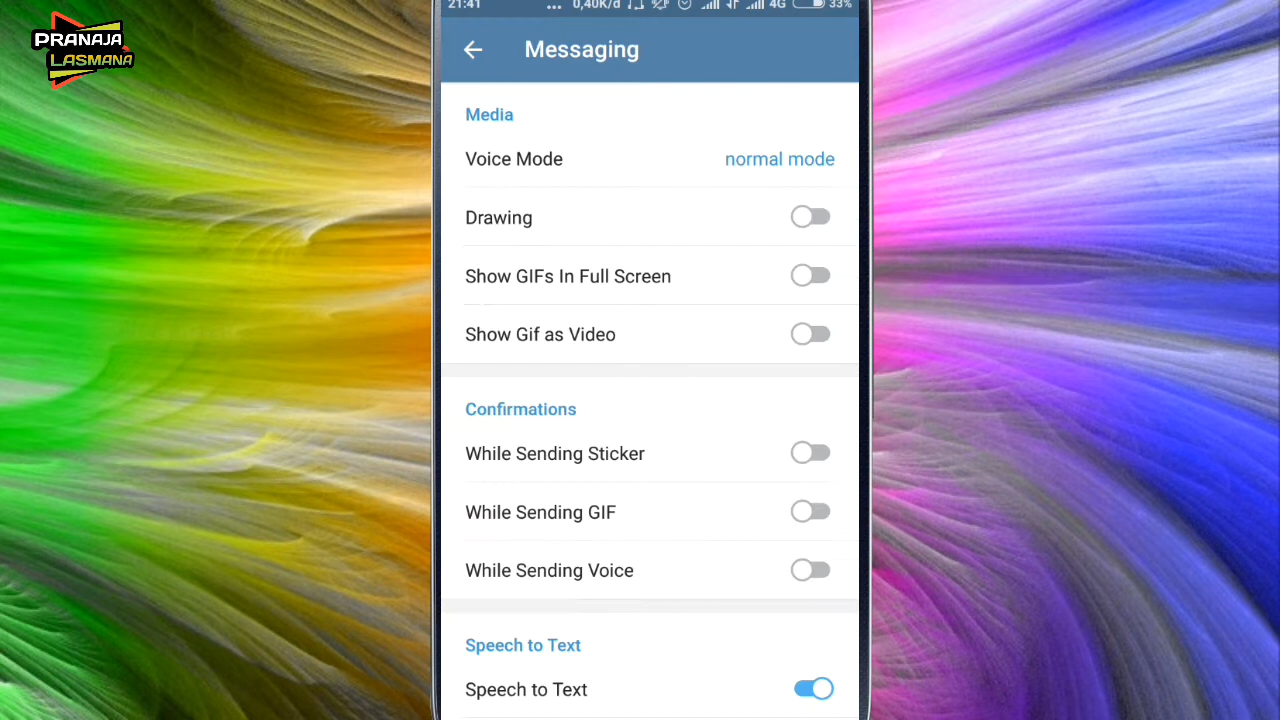 PRANAJA
LASMANA
21:41 ... 0,40K/d 4G 33%
Messaging
Media
Voice Mode normal mode
Drawing
Show GIFs In Full Screen
Show Gif as Video
Confirmations
While Sending Sticker
While Sending GIF
While Sending Voice
Speech to Text
Speech to Text